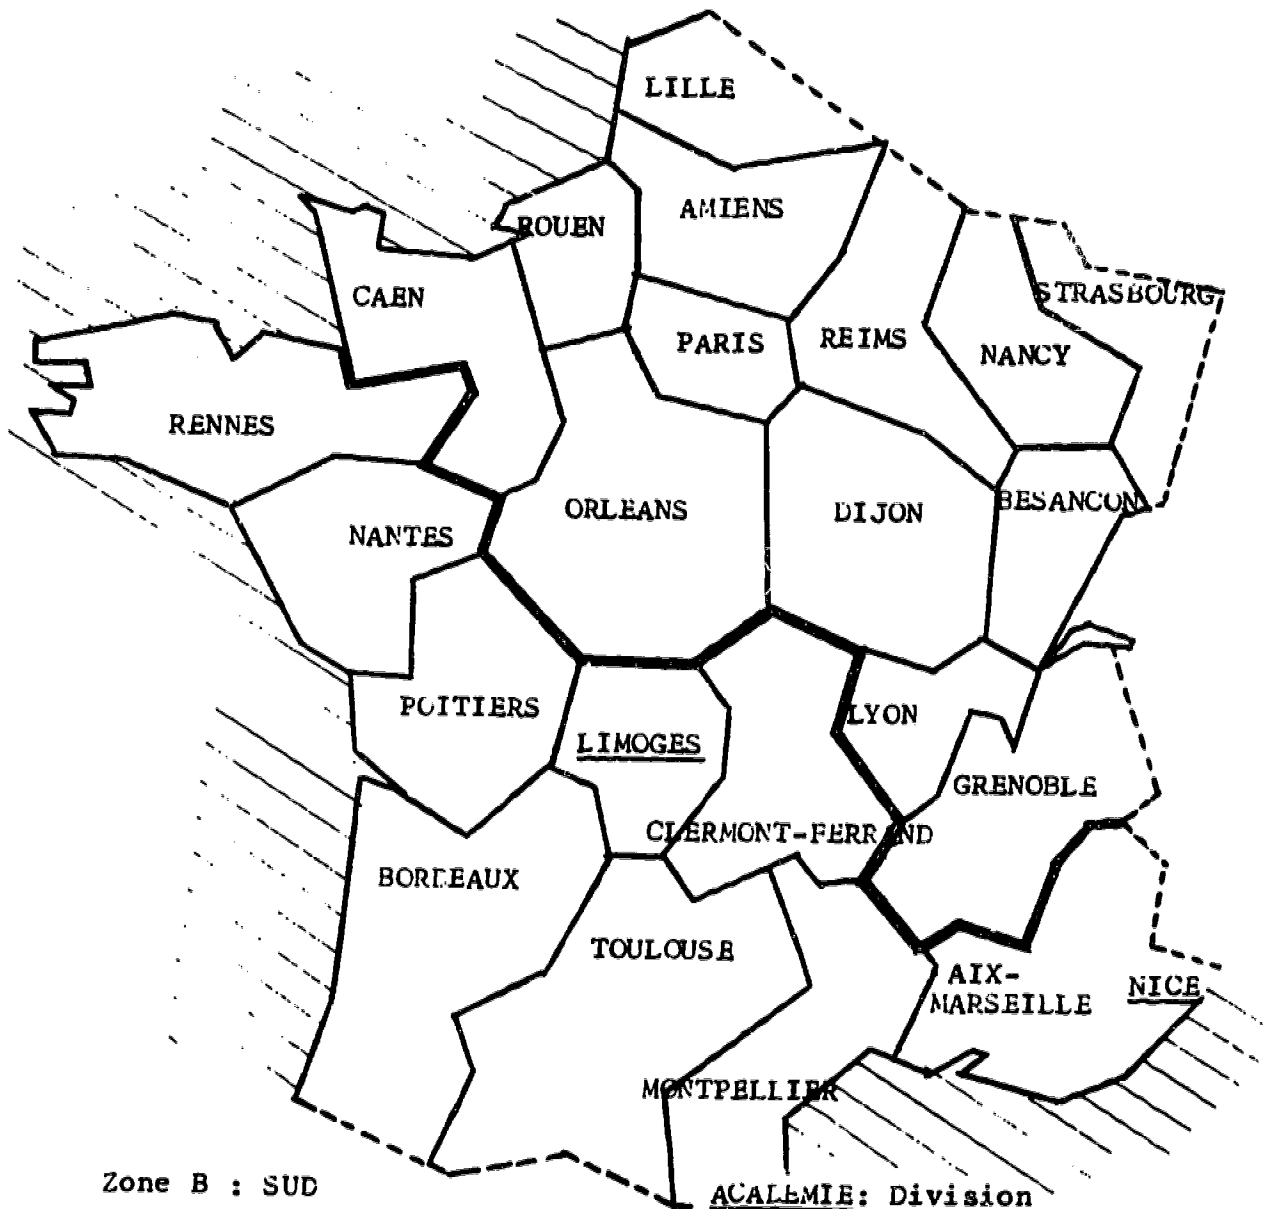 LILLE
AMIENS
ROUEN
CAEN
STRASBOURG
PARIS
REIMS
NANCY
RENNES
BESANCON
ORLEANS
DIJON
NANTES
POITIERS
LYON
LIMOGES
GRENOBLE
CLERMONT-FERRAND
BORDEAUX
TOULOUSE
AIX-
MARSEILLE
NICE
MONTPELLIER
Zone B : SUD
ACADEMIE: Division